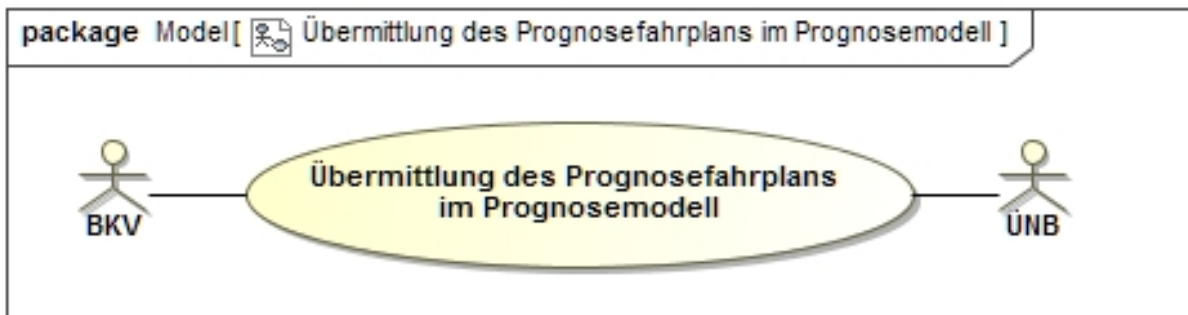 package Model[ Übermittlung des Prognosefahrplans im Prognosemodell ]
Übermittlung des Prognosefahrplans
im Prognosemodell
BKV
ÜNB